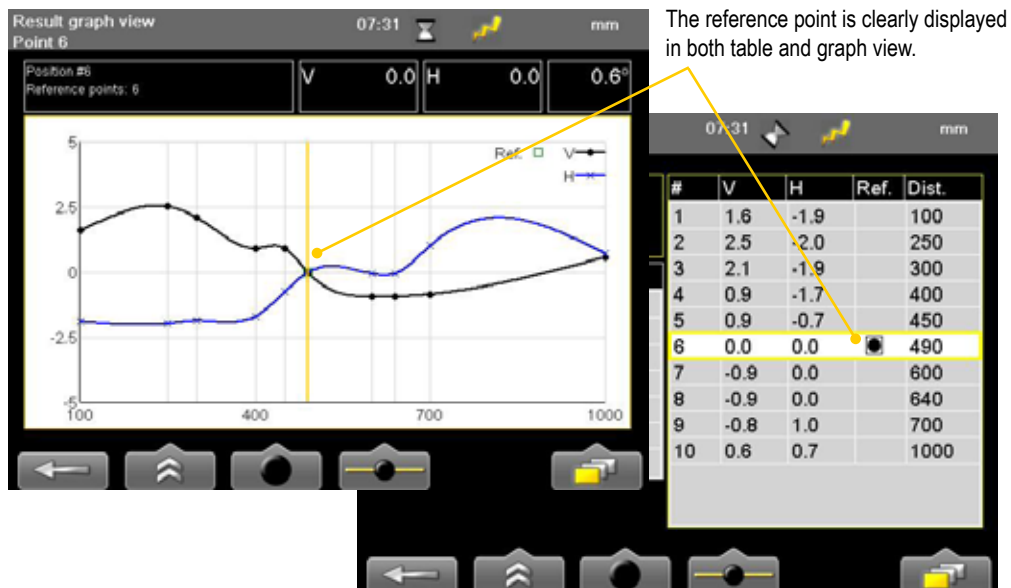 Result graph view
Point 6
07:31
mm
The reference point is clearly displayed
in both table and graph view.
Position #6
Reference points: 6
V 0.0 H 0.0 0.6°
Ref. V
H
5
2.5
0
-2.5
-5
100 400 700 1000
07:31 mm
# V H Ref. Dist.
1 1.6 -1.9 100
2 2.5 -2.0 250
3 2.1 -1.9 300
4 0.9 -1.7 400
5 0.9 -0.7 450
6 0.0 0.0 490
7 -0.9 0.0 600
8 -0.9 0.0 640
9 -0.8 1.0 700
10 0.6 0.7 1000